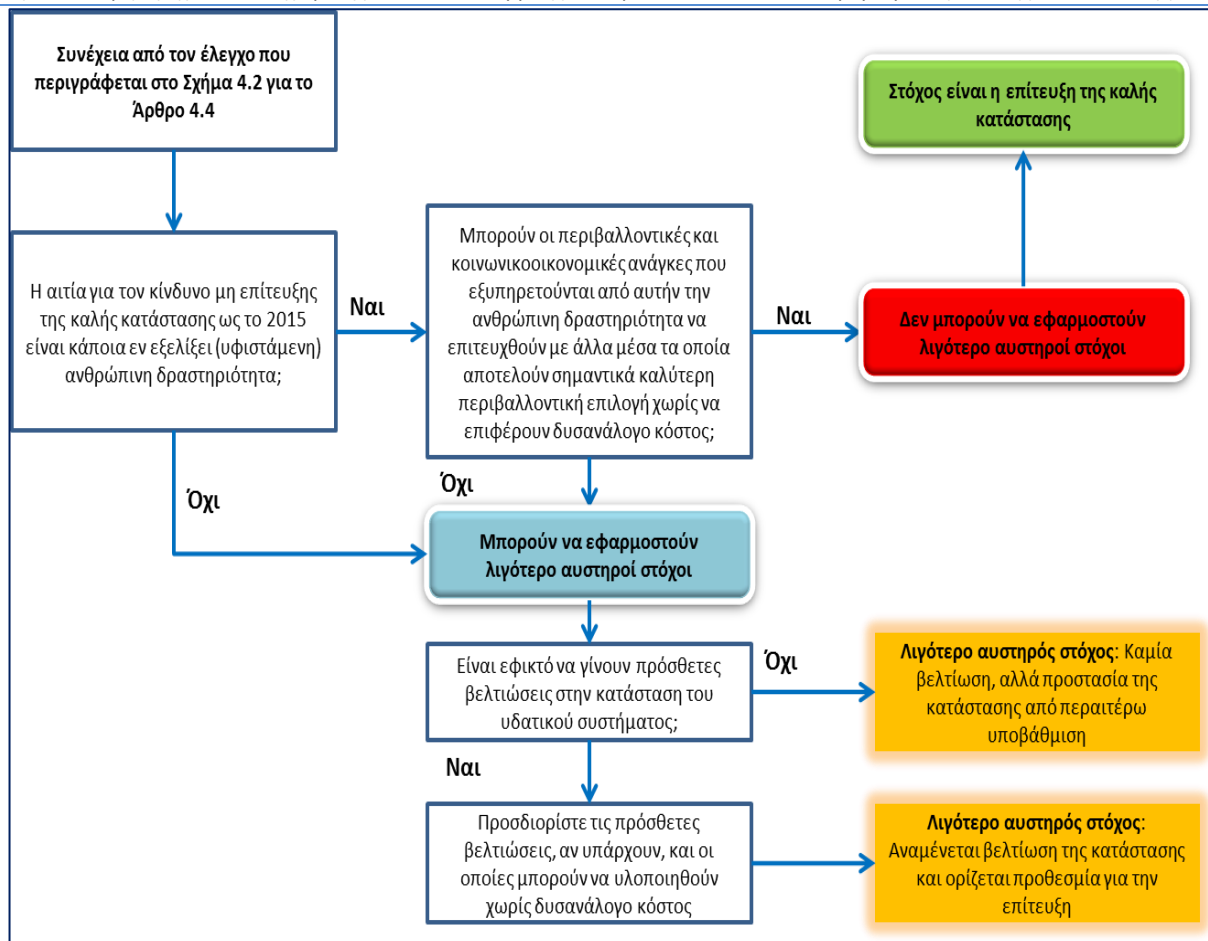 Συνέχεια από τον έλεγχο που
περιγράφεται στο Σχήμα 4.2 για το
Άρθρο 4.4
Στόχος είναι η επίτευξη της καλής
κατάστασης
Η αιτία για τον κίνδυνο μη επίτευξης
της καλής κατάστασης ως το 2015
είναι κάποια εν εξελίξει (υφιστάμενη)
ανθρώπινη δραστηριότητα;
Ναι
Μπορούν οι περιβαλλοντικές και
κοινωνικοοικονομικές ανάγκες που
εξυπηρετούνται από αυτήν την
ανθρώπινη δραστηριότητα να
επιτευχθούν με άλλα μέσα τα οποία
αποτελούν σημαντικά καλύτερη
περιβαλλοντική επιλογή χωρίς να
επιφέρουν δυσανάλογο κόστος;
Ναι
Δεν μπορούν να εφαρμοστούν
λιγότερο αυστηροί στόχοι
Όχι
Όχι
Μπορούν να εφαρμοστούν
λιγότερο αυστηροί στόχοι
Είναι εφικτό να γίνουν πρόσθετες
βελτιώσεις στην κατάσταση του
υδατικού συστήματος;
Όχι
Λιγότερο αυστηρός στόχος: Καμία
βελτίωση, αλλά προστασία της
κατάστασης από περαιτέρω
υποβάθμιση
Ναι
Προσδιορίστε τις πρόσθετες
βελτιώσεις, αν υπάρχουν, και οι
οποίες μπορούν να υλοποιηθούν
χωρίς δυσανάλογο κόστος
Λιγότερο αυστηρός στόχος:
Αναμένεται βελτίωση της κατάστασης
και ορίζεται προθεσμία για την
επίτευξη